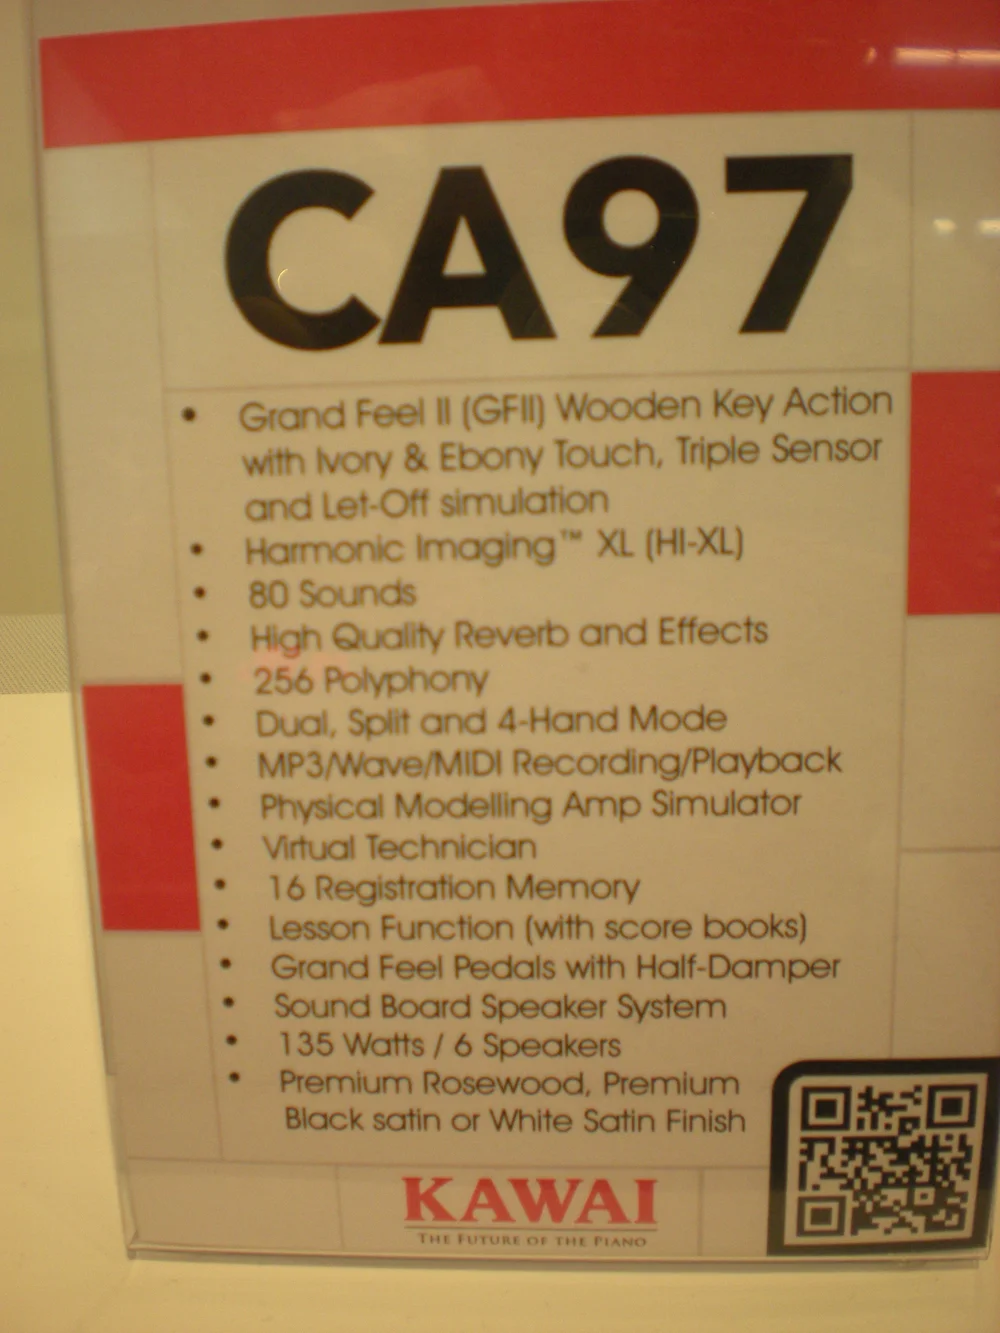 CA97
• Grand Feel II (GFII) Wooden Key Action
with Ivory & Ebony Touch, Triple Sensor
and Let-Off simulation
• Harmonic Imaging™ XL (HI-XL)
• 80 Sounds
• High Quality Reverb and Effects
• 256 Polyphony
• Dual, Split and 4-Hand Mode
• MP3/Wave/MIDI Recording/Playback
• Physical Modelling Amp Simulator
• Virtual Technician
• 16 Registration Memory
• Lesson Function (with score books)
• Grand Feel Pedals with Half-Damper
• Sound Board Speaker System
• 135 Watts / 6 Speakers
• Premium Rosewood, Premium
Black satin or White Satin Finish
KAWAI
THE FUTURE OF THE PIANO